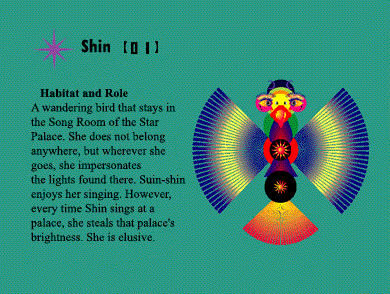 Shin [01]
Habitat and Role
A wandering bird that stays in
the Song Room of the Star
Palace. She does not belong
anywhere, but wherever she
goes, she impersonates
the lights found there. Suin-shin
enjoys her singing. However,
every time Shin sings at a
palace, she steals that palace's
brightness. She is elusive.